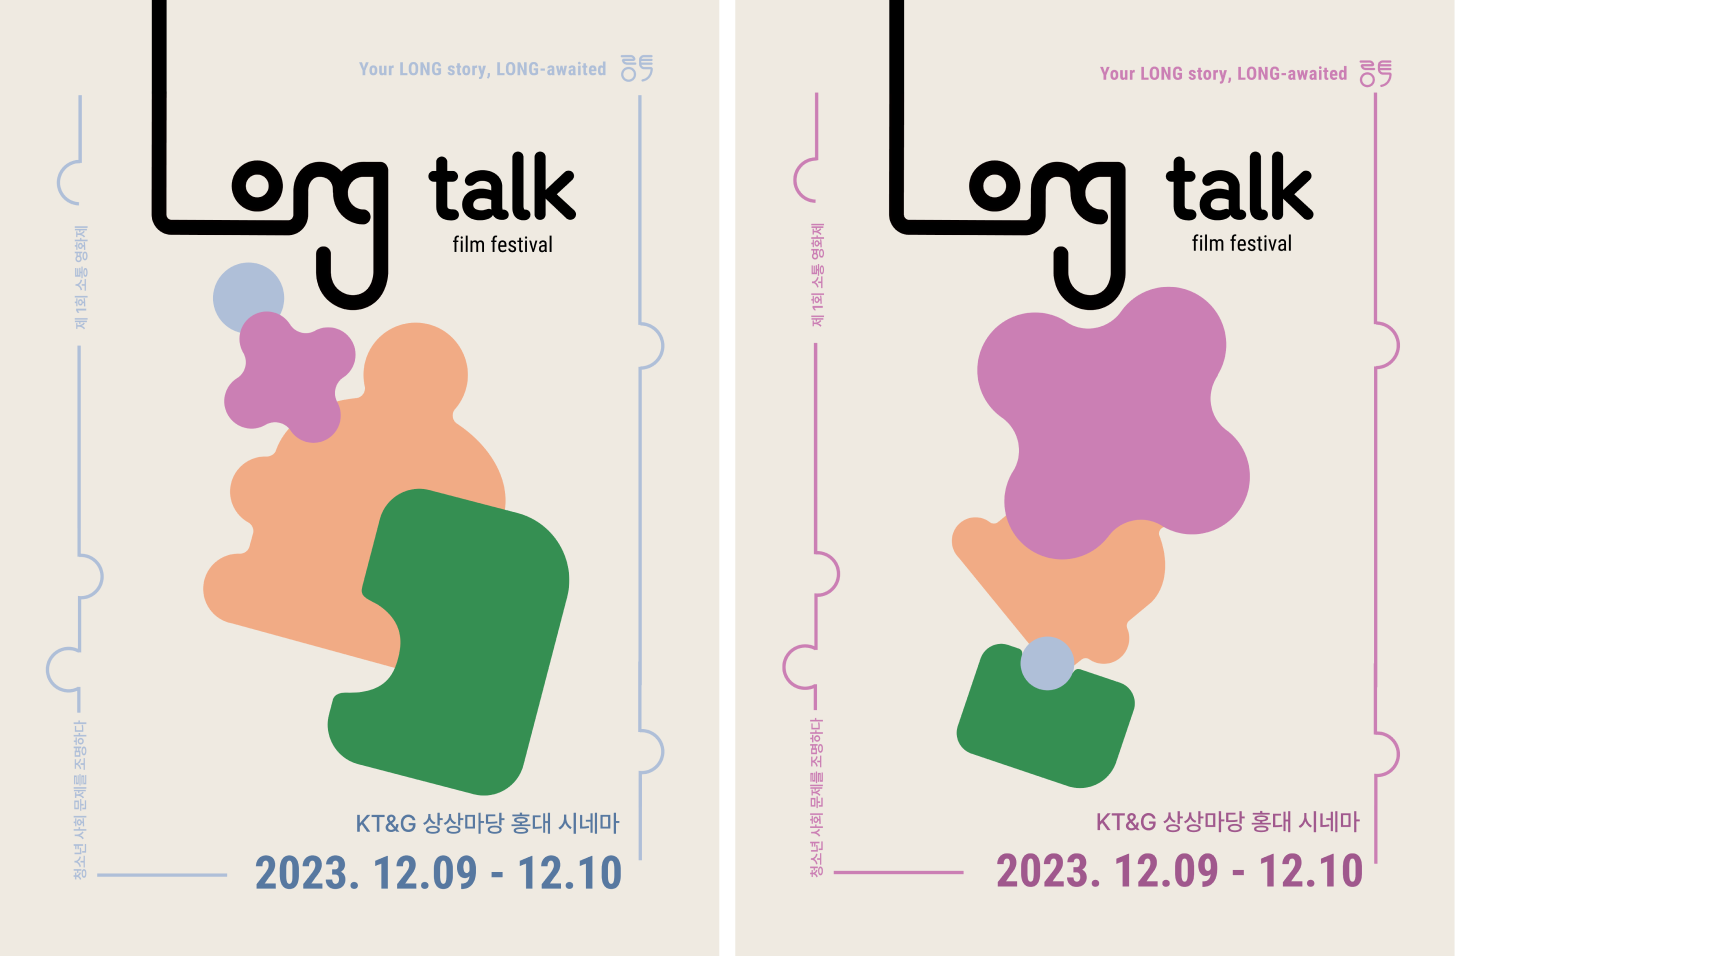 Your LONG story, LONG-awaited 롱톡
Long talk
film festival
제 1회 소통 영화제
청소년 사회 문제를 조명하다
KT&G 상상마당 홍대 시네마
2023. 12.09 - 12.10
Your LONG story, LONG-awaited 롱톡
Long talk
film festival
제 1회 소통 영화제
청소년 사회 문제를 조명하다
KT&G 상상마당 홍대 시네마
2023. 12.09 - 12.10